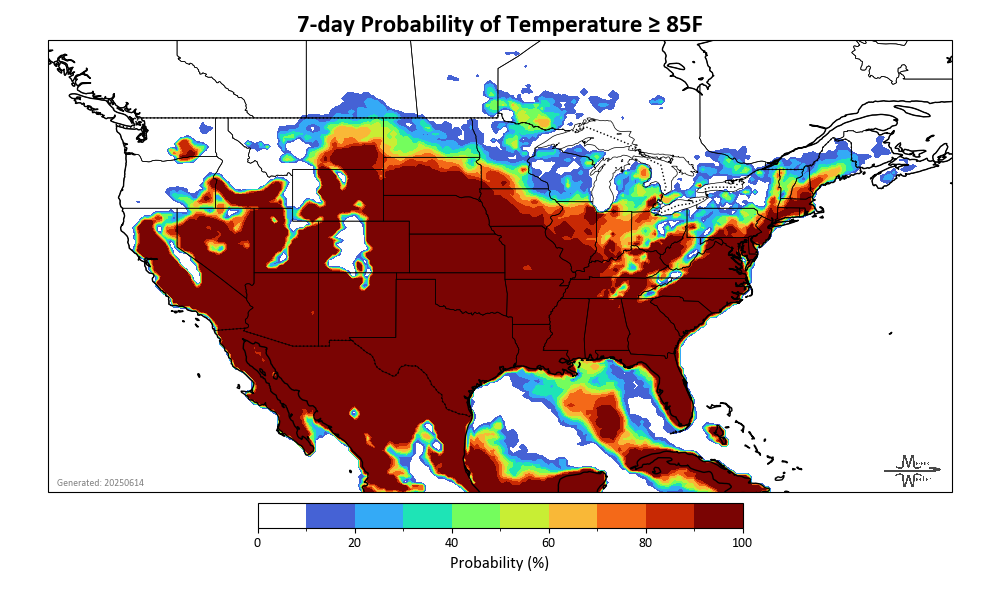 7-day Probability of Temperature ≥ 85F
Generated: 20250614
0 20 40 60 80 100
Probability (%)